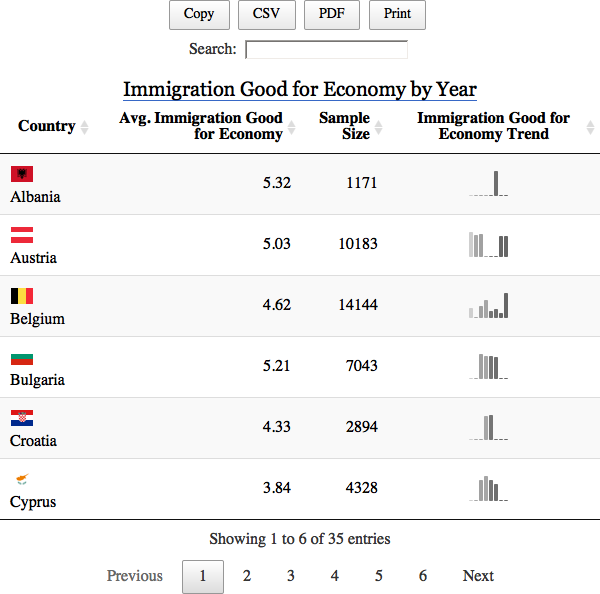 Copy CSV PDF Print
Search:
Immigration Good for Economy by Year
Country Avg. Immigration Good for Economy Sample Size Immigration Good for Economy Trend
Albania 5.32 1171
Austria 5.03 10183
Belgium 4.62 14144
Bulgaria 5.21 7043
Croatia 4.33 2894
Cyprus 3.84 4328
Showing 1 to 6 of 35 entries
Previous 1 2 3 4 5 6 Next